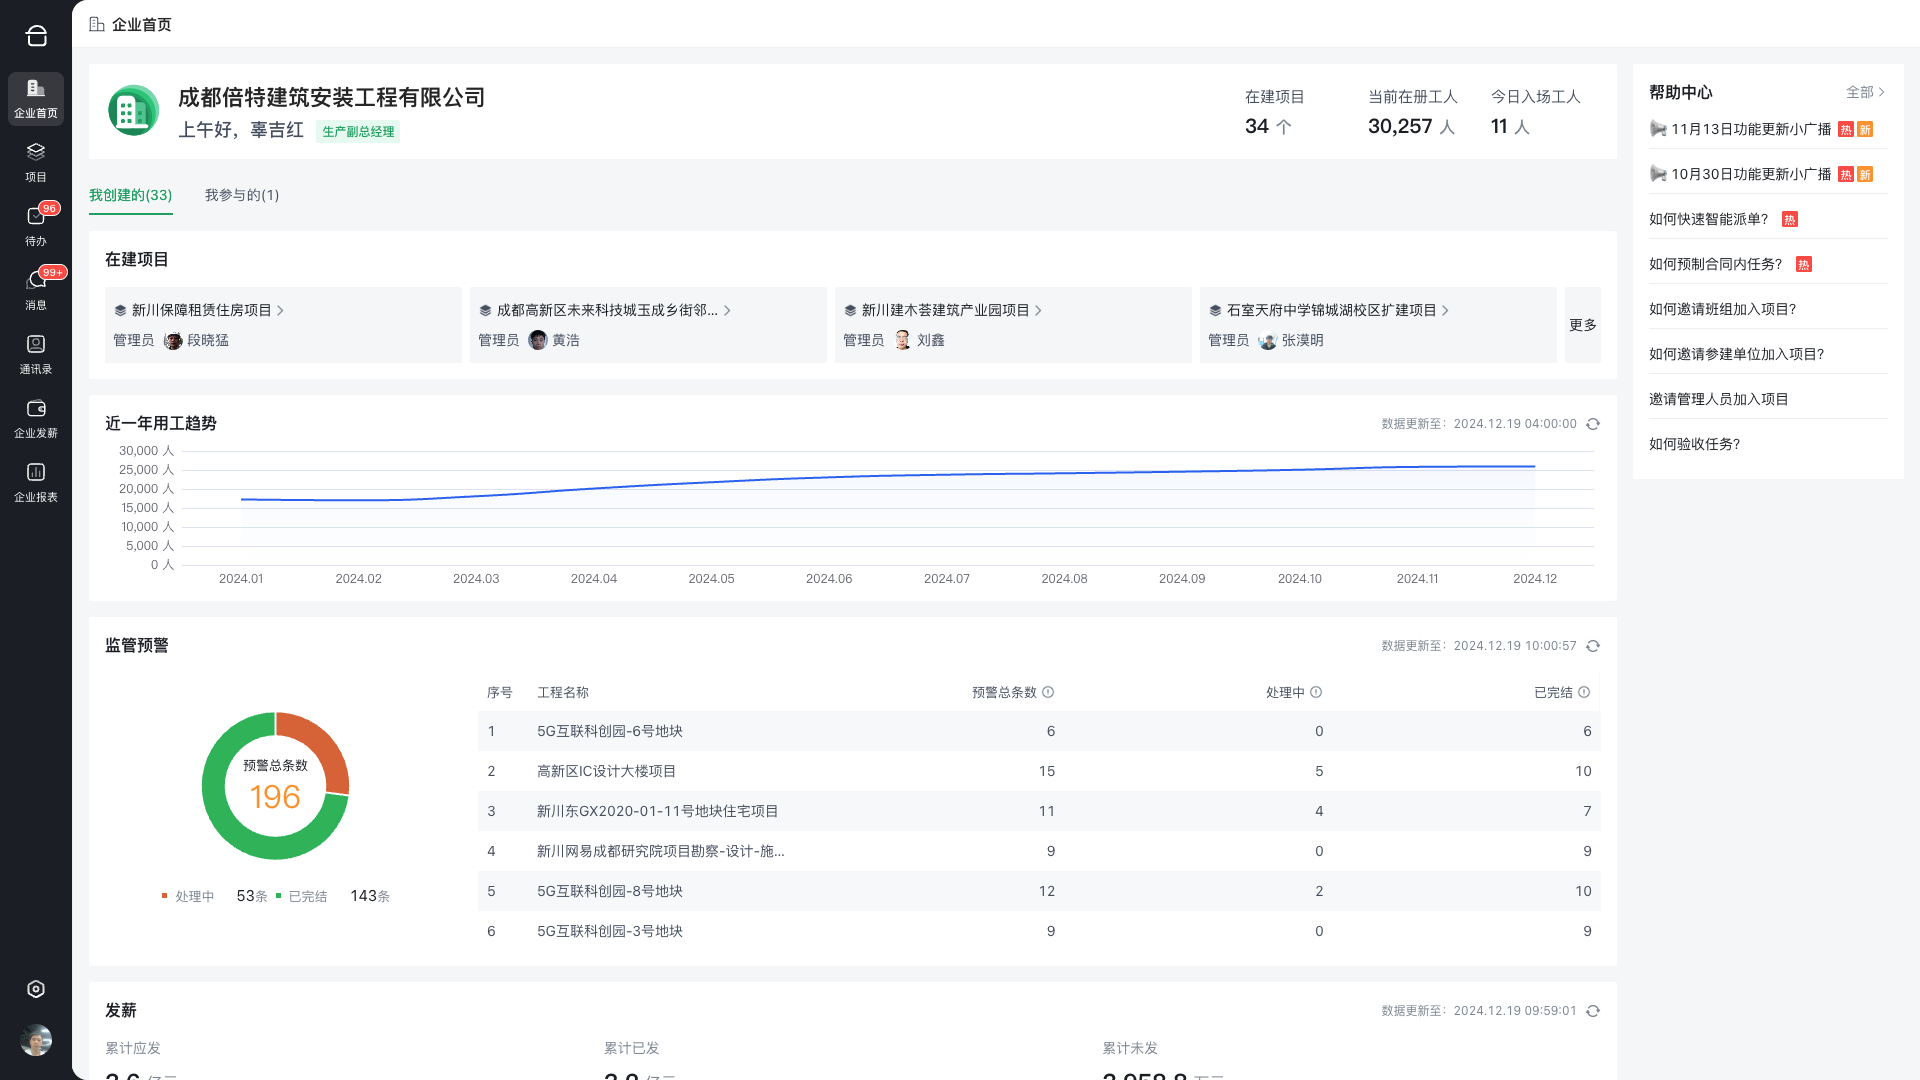 企业首页
企业首页
项目
96
待办
99+
消息
通讯录
企业发薪
企业报表
成都倍特建筑安装工程有限公司
上午好，辜吉红 生产副总经理
在建项目
34 个
当前在册工人
30,257 人
今日入场工人
11 人
我创建的(33)
我参与的(1)
在建项目
新川保障租赁住房项目
管理员 段晓猛
成都高新区未来科技城玉成乡街邻...
管理员 黄浩
新川建木荟建筑产业园项目
管理员 刘鑫
石室天府中学锦城湖校区扩建项目
管理员 张漠明
更多
近一年用工趋势
数据更新至：2024.12.19 04:00:00
30,000 人
25,000 人
20,000 人
15,000 人
10,000 人
5,000 人
0 人
2024.01 2024.02 2024.03 2024.04 2024.05 2024.06 2024.07 2024.08 2024.09 2024.10 2024.11 2024.12
监管预警
数据更新至：2024.12.19 10:00:57
预警总条数
196
处理中 53条 已完结 143条
序号 工程名称 预警总条数 处理中 已完结
1 5G互联科创园-6号地块 6 0 6
2 高新区IC设计大楼项目 15 5 10
3 新川东GX2020-01-11号地块住宅项目 11 4 7
4 新川网易成都研究院项目勘察-设计-施... 9 0 9
5 5G互联科创园-8号地块 12 2 10
6 5G互联科创园-3号地块 9 0 9
发薪
数据更新至：2024.12.19 09:59:01
累计应发
累计已发
累计未发
帮助中心
全部
11月13日功能更新小广播 热 新
10月30日功能更新小广播 热 新
如何快速智能派单? 热
如何预制合同内任务? 热
如何邀请班组加入项目?
如何邀请参建单位加入项目?
邀请管理人员加入项目
如何验收任务?